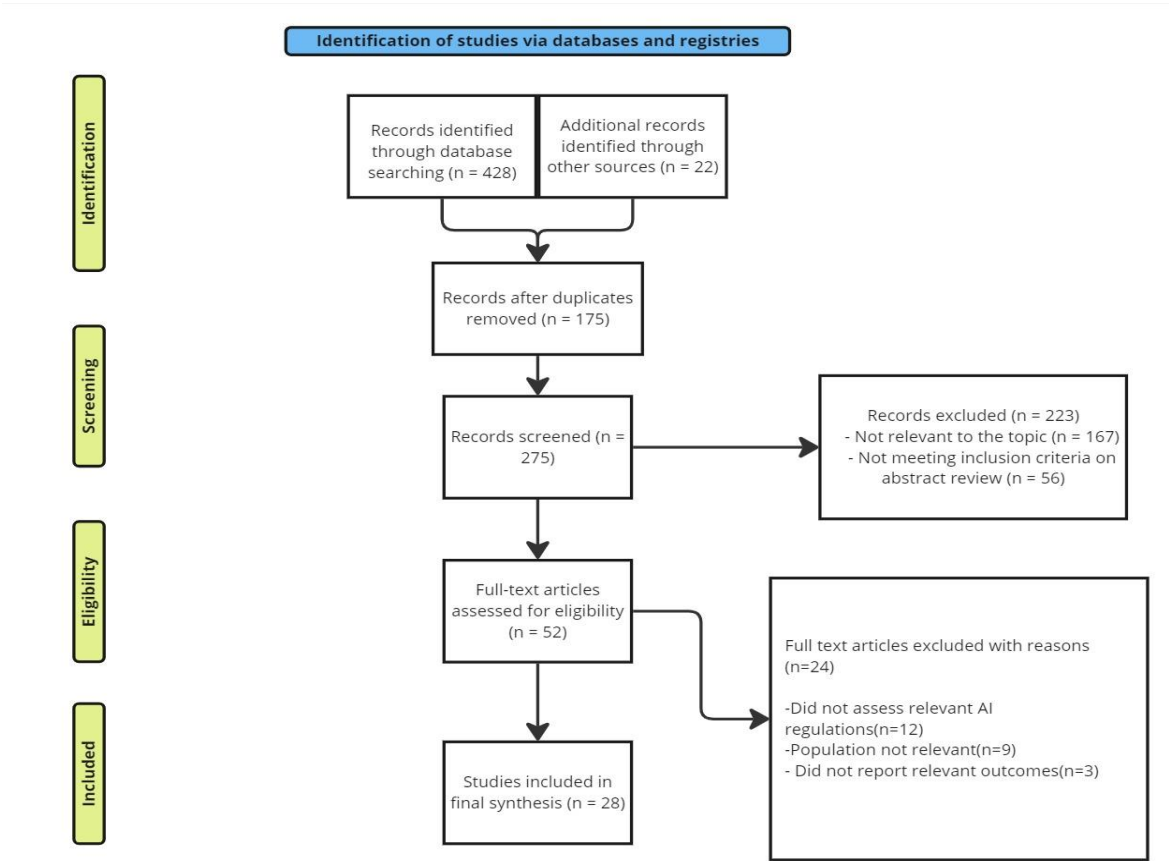 Identification of studies via databases and registries
Identification
Records identified
through database
searching (n = 428)
Additional records
identified through
other sources (n = 22)
Records after duplicates
removed (n = 175)
Screening
Records screened (n =
275)
Records excluded (n = 223)
- Not relevant to the topic (n = 167)
- Not meeting inclusion criteria on
abstract review (n = 56)
Eligibility
Full-text articles
assessed for eligibility
(n = 52)
Full text articles excluded with reasons
(n=24)
-Did not assess relevant AI
regulations(n=12)
-Population not relevant(n=9)
- Did not report relevant outcomes(n=3)
Included
Studies included in
final synthesis (n = 28)